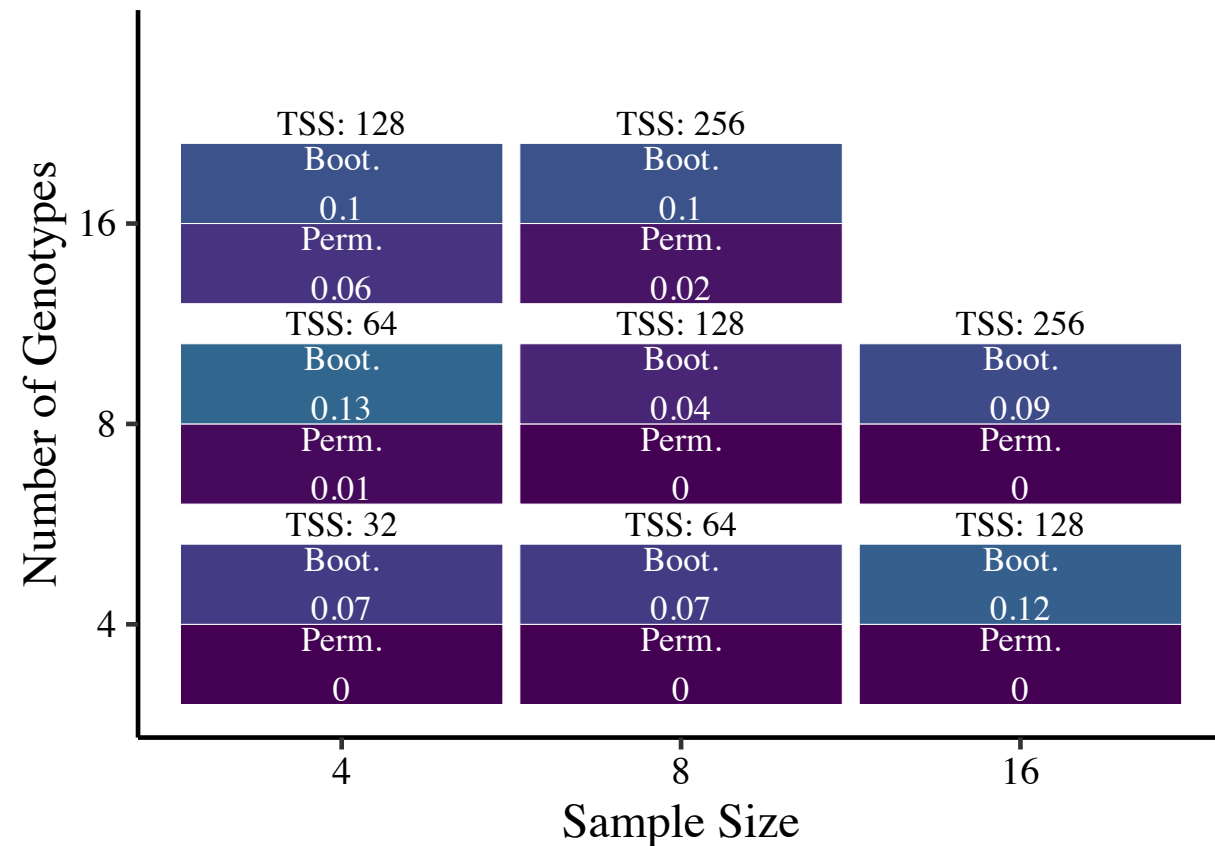 TSS: 128 TSS: 256
Boot. Boot.
0.1 0.1
16
Perm. Perm.
0.06 0.02
TSS: 64 TSS: 128 TSS: 256
Boot. Boot. Boot.
0.13 0.04 0.09
8
Perm. Perm. Perm.
0.01 0 0
TSS: 32 TSS: 64 TSS: 128
Boot. Boot. Boot.
0.07 0.07 0.12
4
Perm. Perm. Perm.
0 0 0
Number of Genotypes
4 8 16
Sample Size